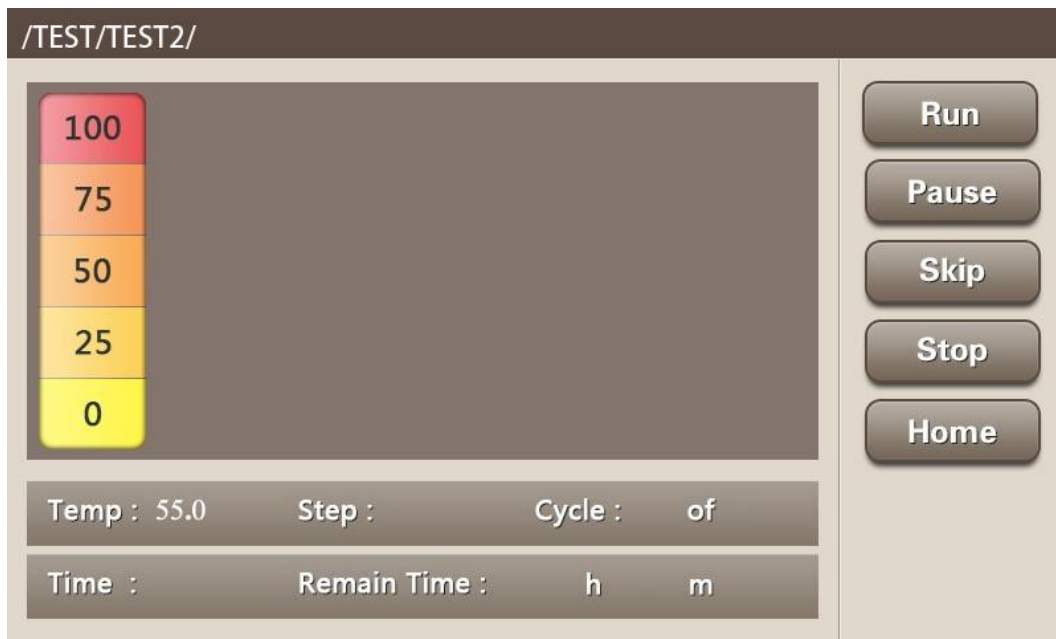 /TEST/TEST2/
100
75
50
25
0
Temp : 55.0 Step : Cycle : of
Time : Remain Time : h m
Run
Pause
Skip
Stop
Home